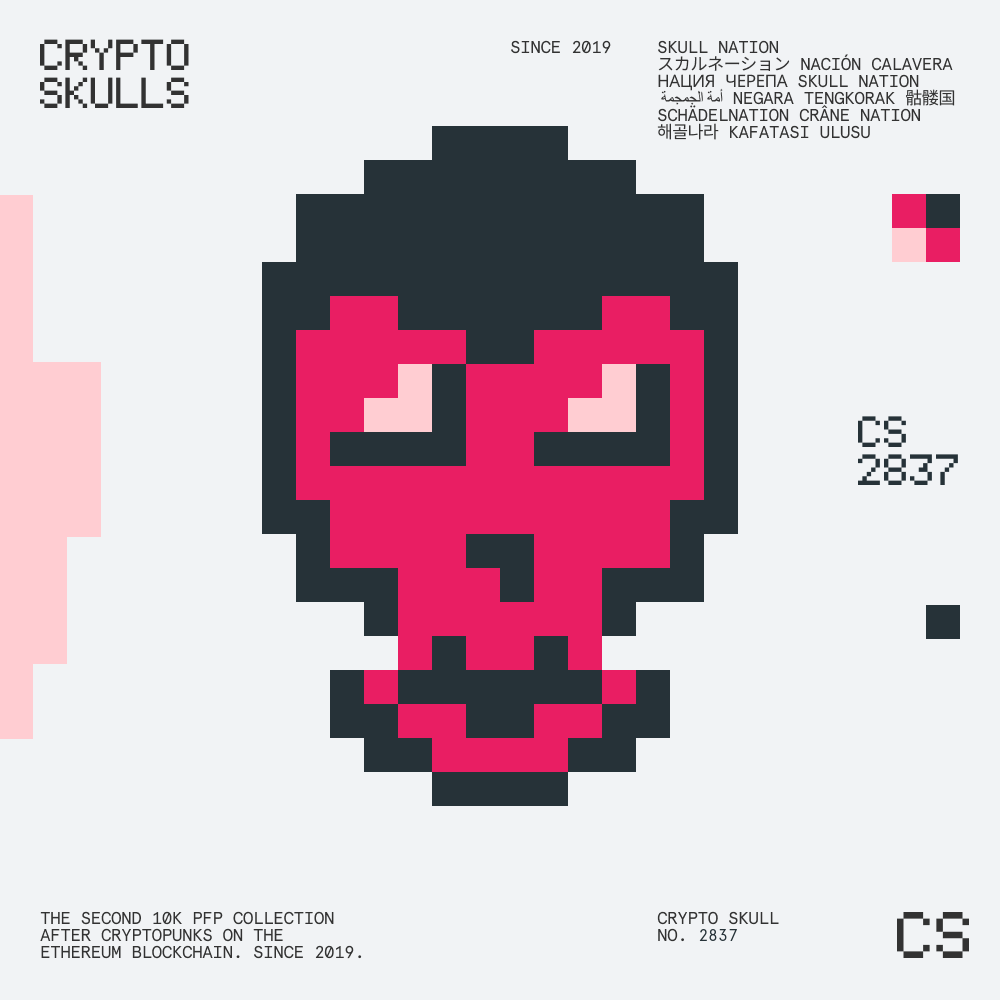 CRYPTO
SKULLS
SINCE 2019
SKULL NATION
スカルネーション NACIÓN CALAVERA
НАЦИЯ ЧЕРЕПА SKULL NATION
أمة الجمجمة NEGARA TENGKORAK 骷髅国
SCHÄDELNATION CRÂNE NATION
해골나라 KAFATASI ULUSU
CS
2837
THE SECOND 10K PFP COLLECTION
AFTER CRYPTOPUNKS ON THE
ETHEREUM BLOCKCHAIN. SINCE 2019.
CRYPTO SKULL
NO. 2837
CS